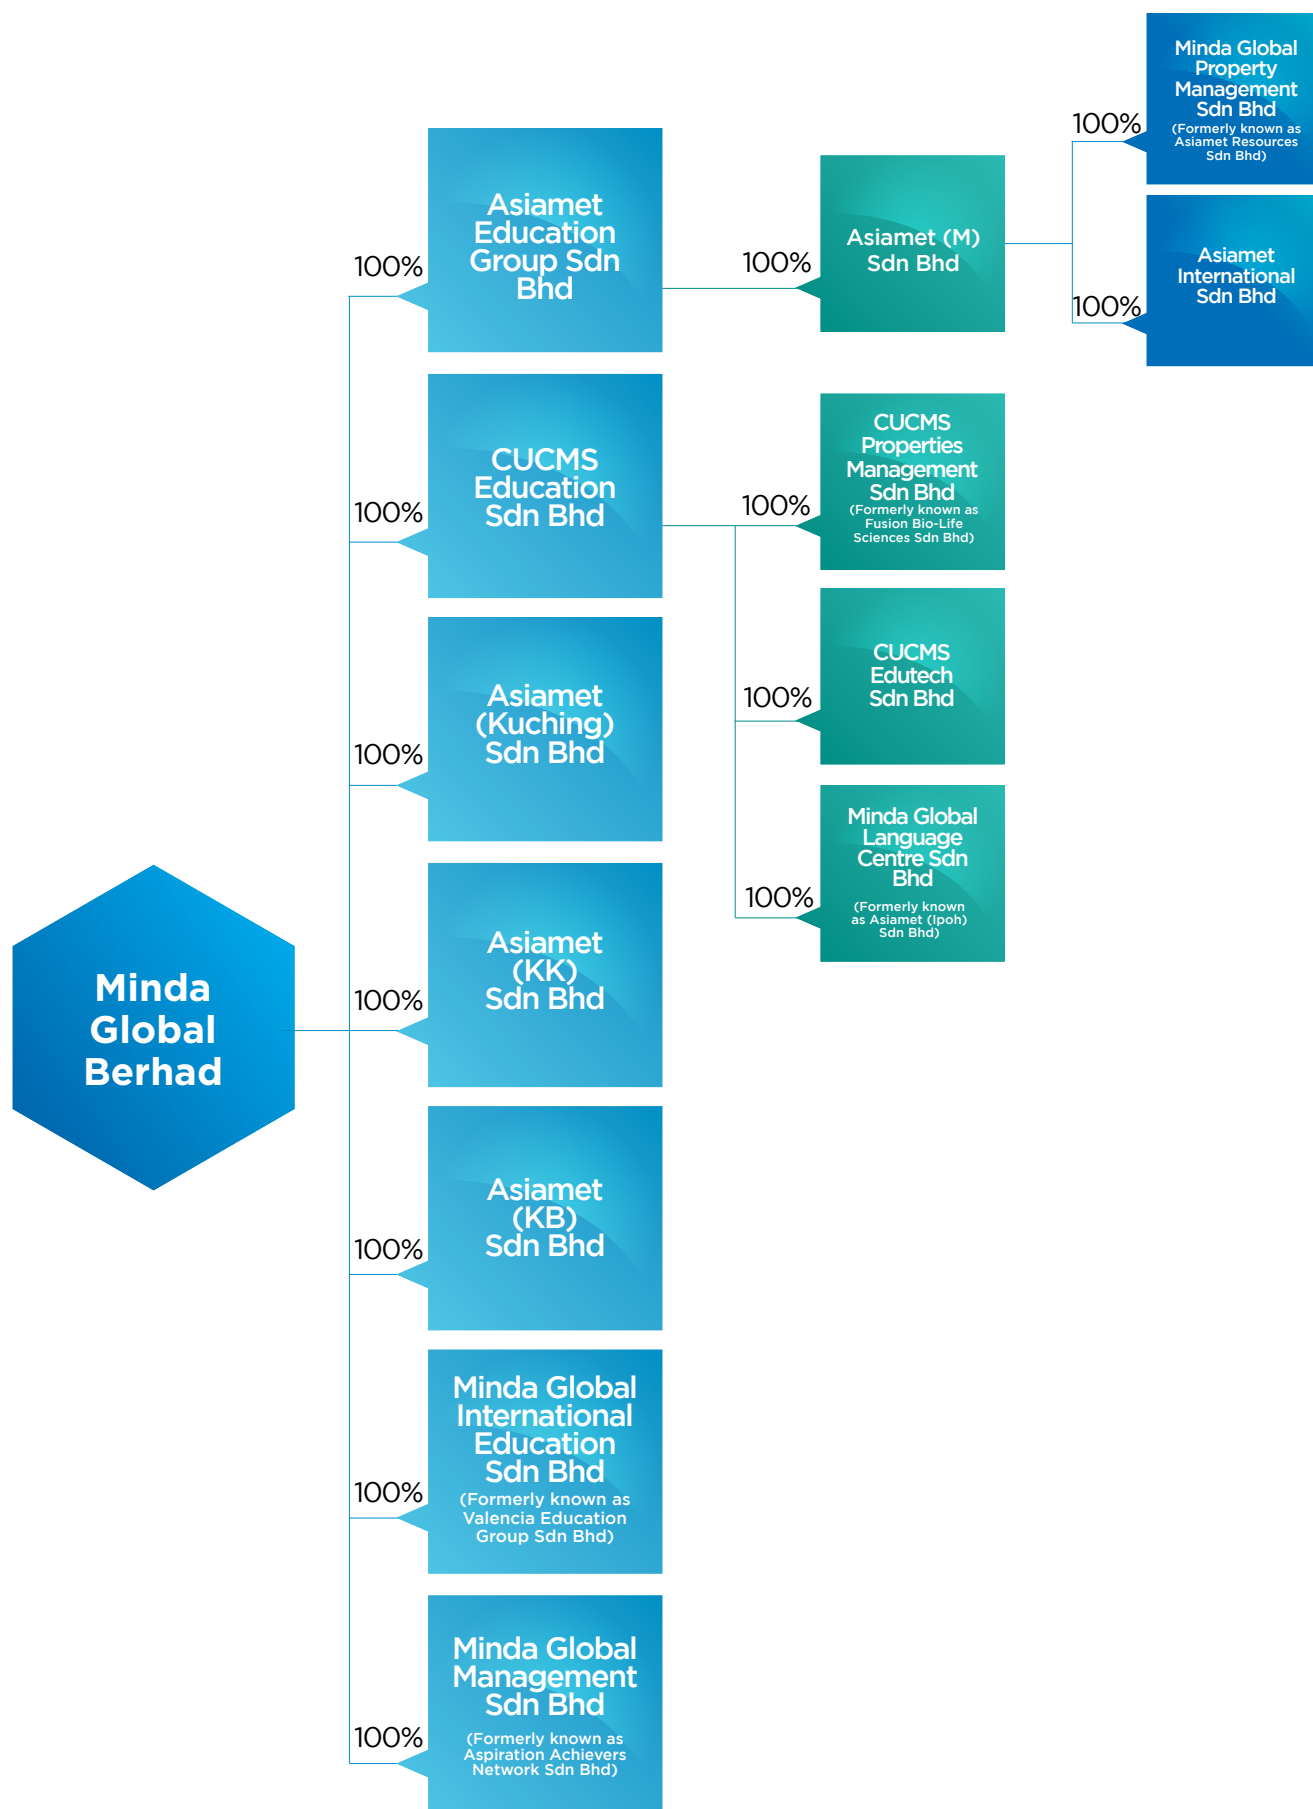 Minda
Global
Berhad
100%
Asiamet
Education
Group Sdn
Bhd
100%
Asiamet (M)
Sdn Bhd
100%
Minda Global
Property
Management
Sdn Bhd
(Formerly known as
Asiamet Resources
Sdn Bhd)
100%
Asiamet
International
Sdn Bhd
100%
CUCMS
Education
Sdn Bhd
100%
CUCMS
Properties
Management
Sdn Bhd
(Formerly known as
Fusion Bio-Life
Sciences Sdn Bhd)
100%
CUCMS
Edutech
Sdn Bhd
100%
Minda Global
Language
Centre Sdn
Bhd
(Formerly known
as Asiamet (Ipoh)
Sdn Bhd)
100%
Asiamet
(Kuching)
Sdn Bhd
100%
Asiamet
(KK)
Sdn Bhd
100%
Asiamet
(KB)
Sdn Bhd
100%
Minda Global
International
Education
Sdn Bhd
(Formerly known as
Valencia Education
Group Sdn Bhd)
100%
Minda Global
Management
Sdn Bhd
(Formerly known as
Aspiration Achievers
Network Sdn Bhd)